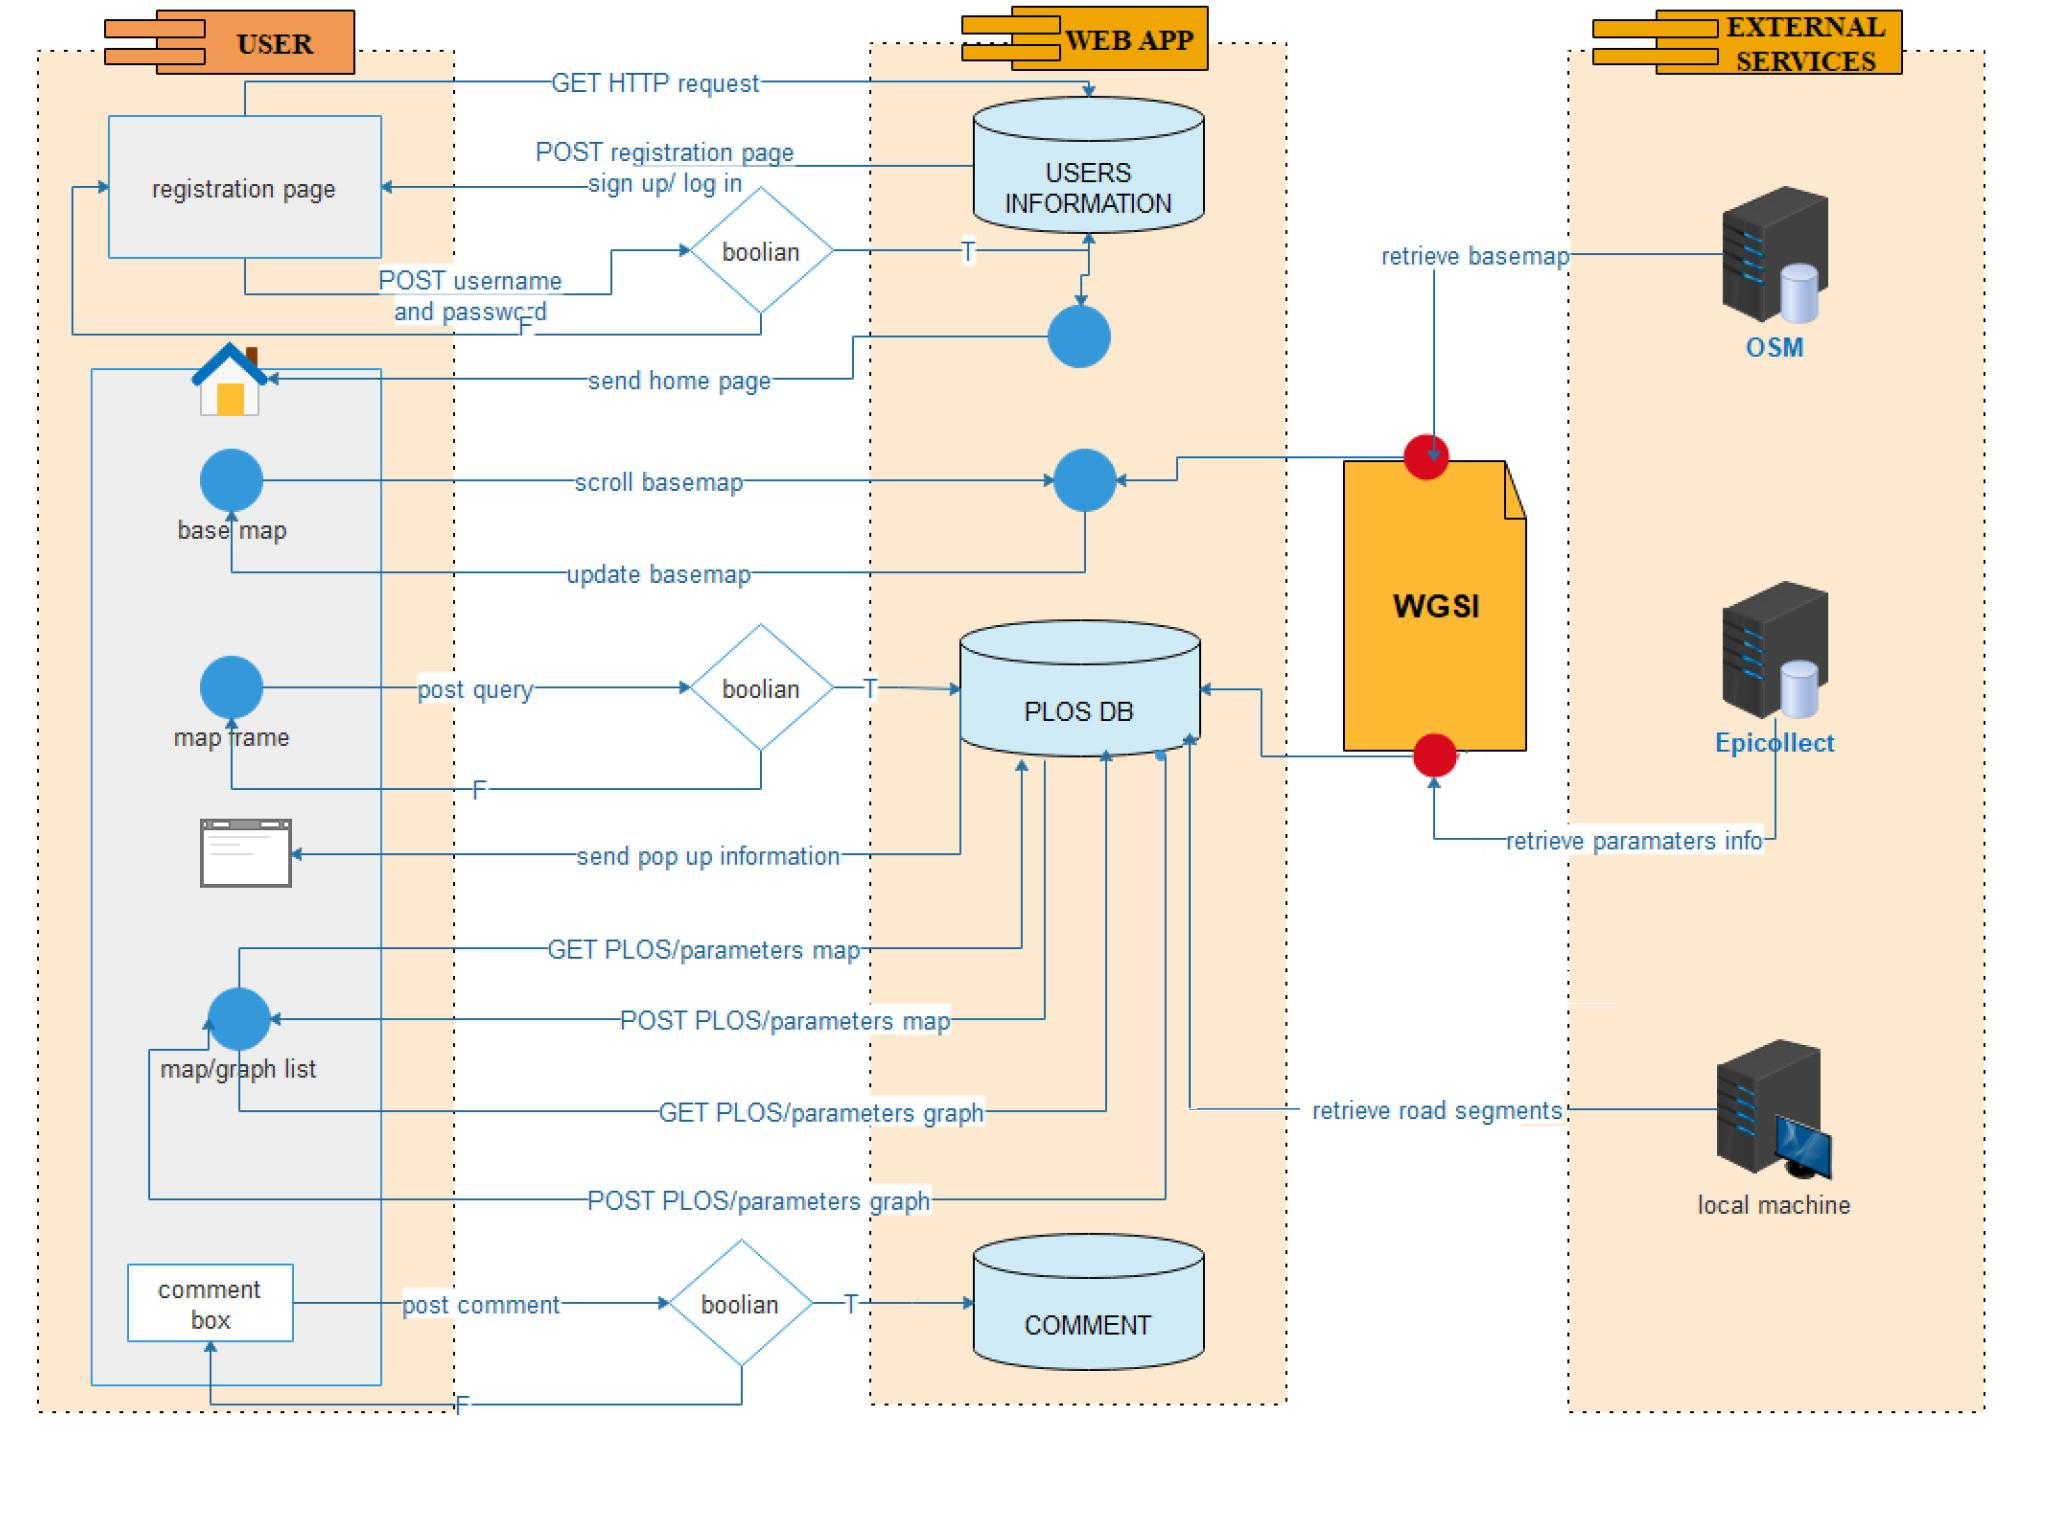 USER
WEB APP
EXTERNAL
SERVICES
GET HTTP request
POST registration page
sign up/ log in
registration page
USERS
INFORMATION
boolian
T
retrieve basemap
POST username
and password
F
OSM
send home page
scroll basemap
base map
update basemap
WGSI
boolian
post query
T
PLOS DB
map frame
Epicollect
F
retrieve paramaters info
send pop up information
GET PLOS/parameters map
POST PLOS/parameters map
map/graph list
GET PLOS/parameters graph
retrieve road segments
POST PLOS/parameters graph
local machine
comment
box
post comment
boolian
T
COMMENT
F